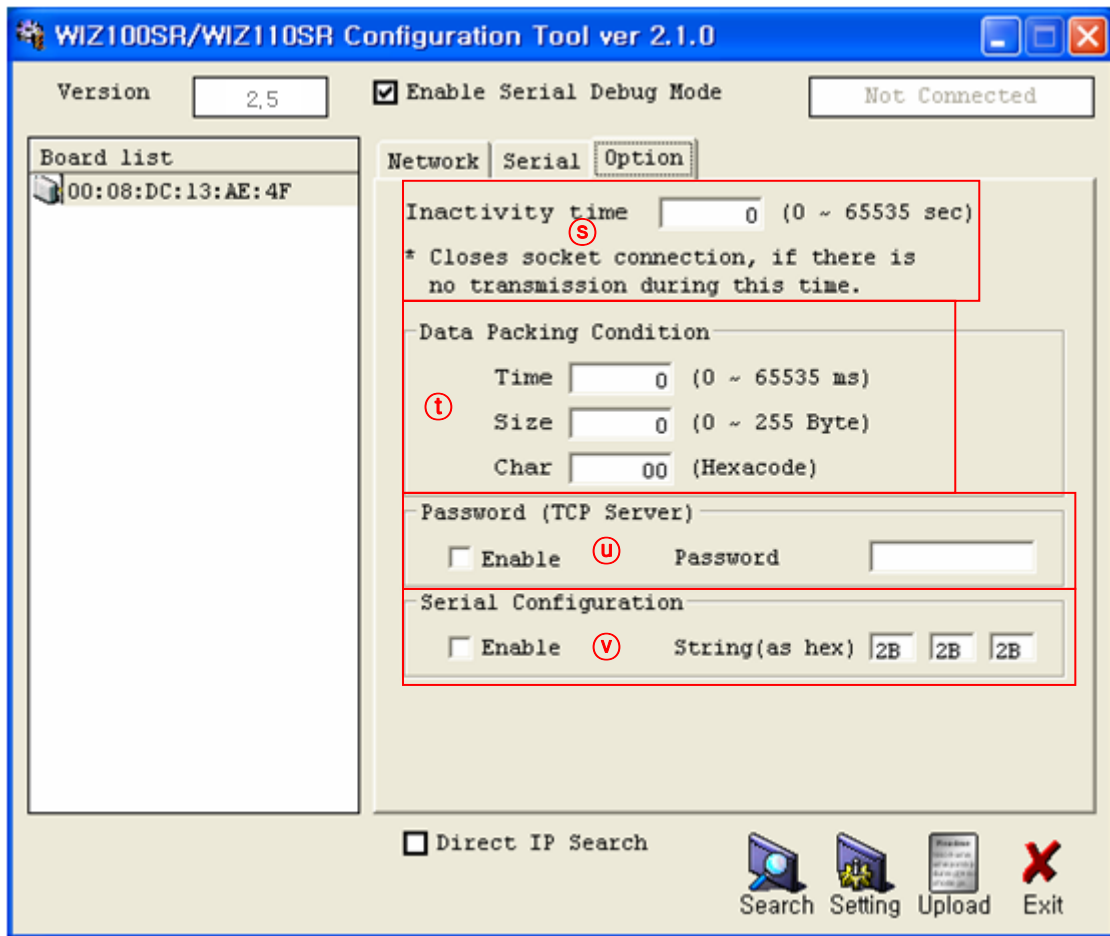 WIZ100SR/WIZ110SR Configuration Tool ver 2.1.0
Version 2,5 Enable Serial Debug Mode Not Connected
Board list
00:08:DC:13:AE:4F
Network Serial Option
Inactivity time 0 (0 ~ 65535 sec)
ⓢ
* Closes socket connection, if there is
no transmission during this time.
Data Packing Condition
Time 0 (0 ~ 65535 ms)
ⓣ
Size 0 (0 ~ 255 Byte)
Char 00 (Hexacode)
Password (TCP Server)
Enable ⓤ Password
Serial Configuration
Enable ⓥ String(as hex) 2B 2B 2B
Direct IP Search
Search Setting Upload Exit